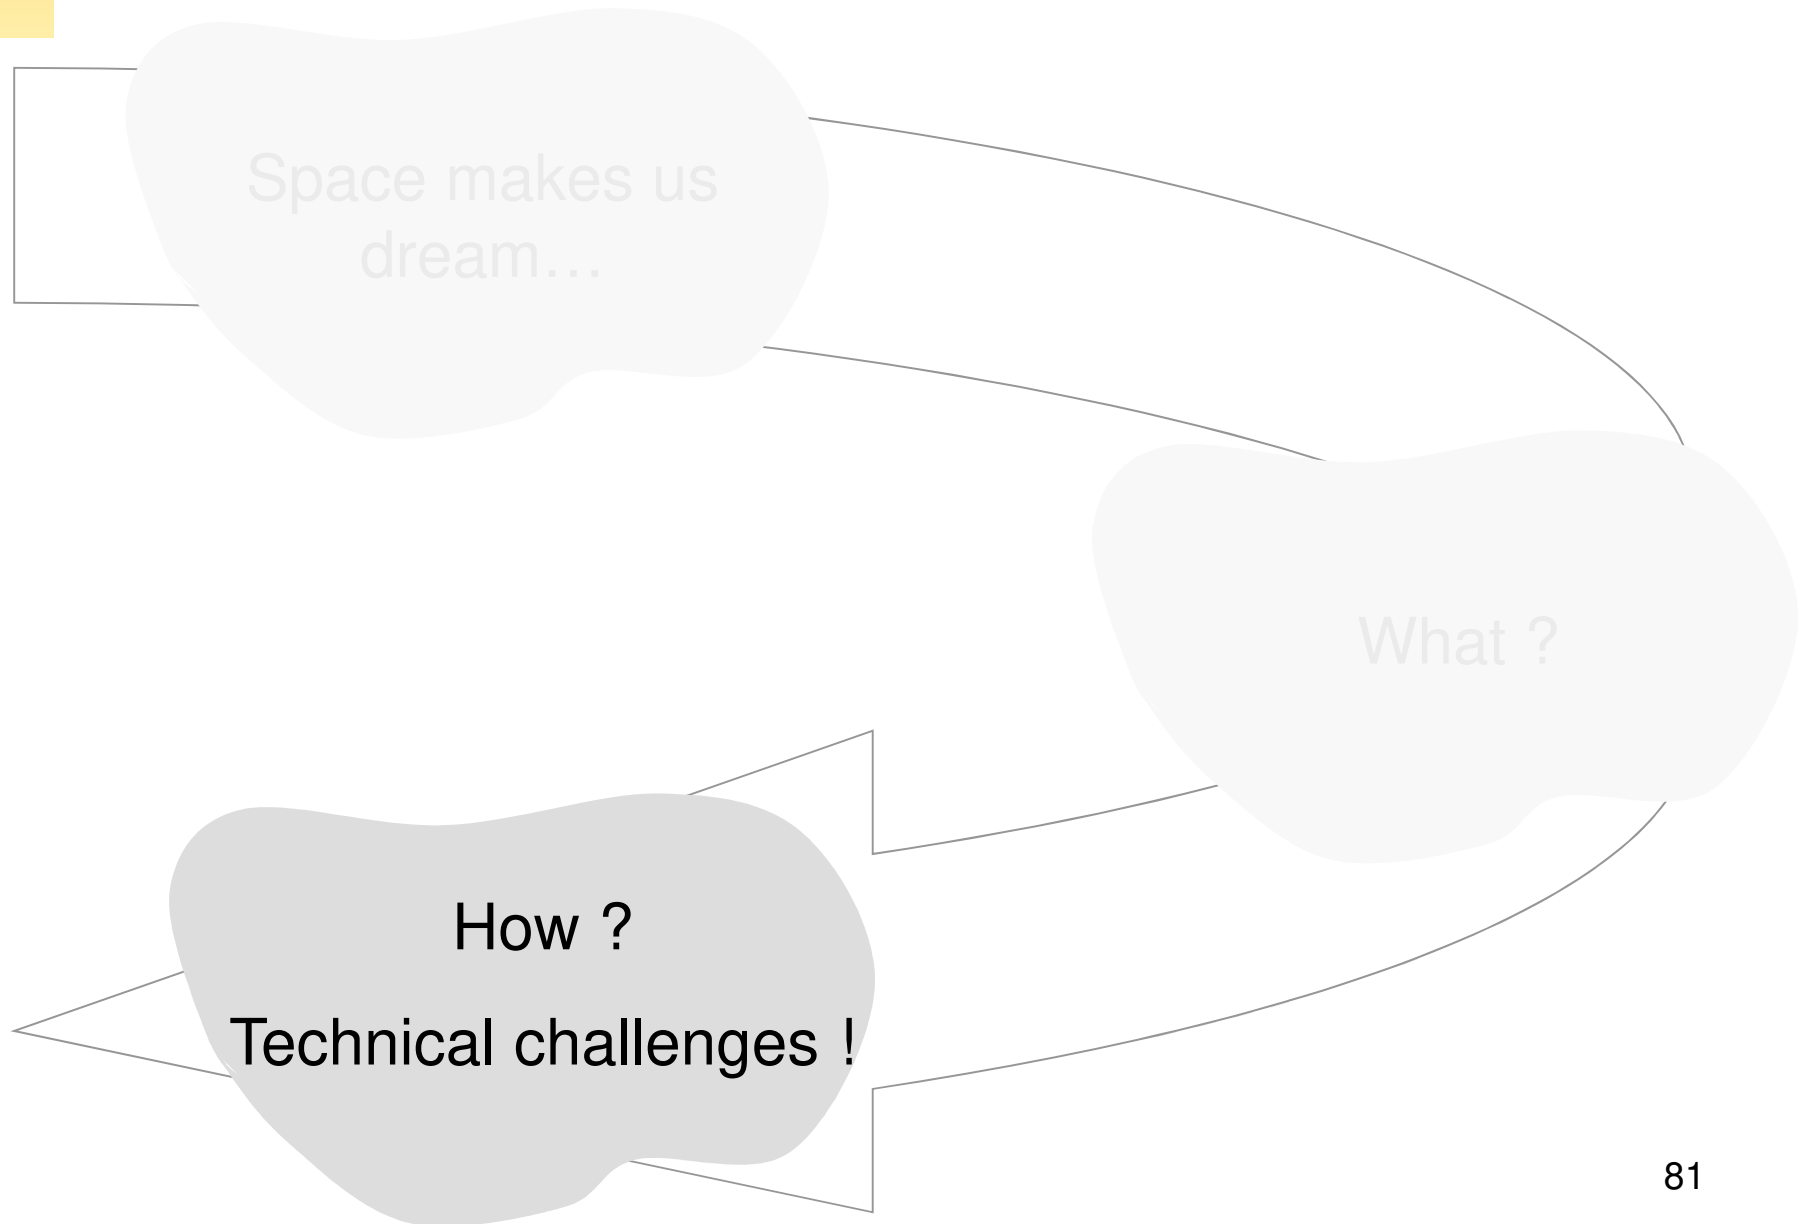 Space makes us
dream…
What ?
How ?
Technical challenges !
81